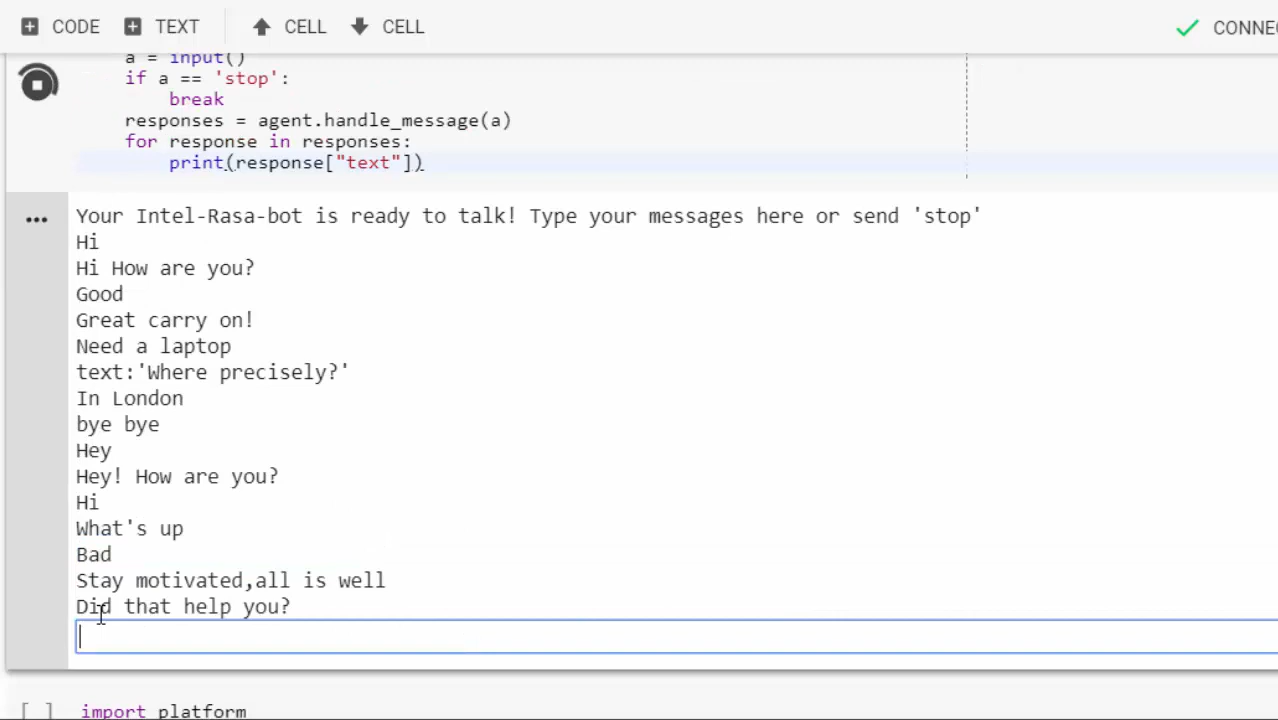 CODE TEXT CELL CELL
a = input()
if a == 'stop':
break
responses = agent.handle_message(a)
for response in responses:
print(response["text"])
Your Intel-Rasa-bot is ready to talk! Type your messages here or send 'stop'
Hi
Hi How are you?
Good
Great carry on!
Need a laptop
text:'Where precisely?'
In London
bye bye
Hey
Hey! How are you?
Hi
What's up
Bad
Stay motivated,all is well
Did that help you?
[ ] import platform